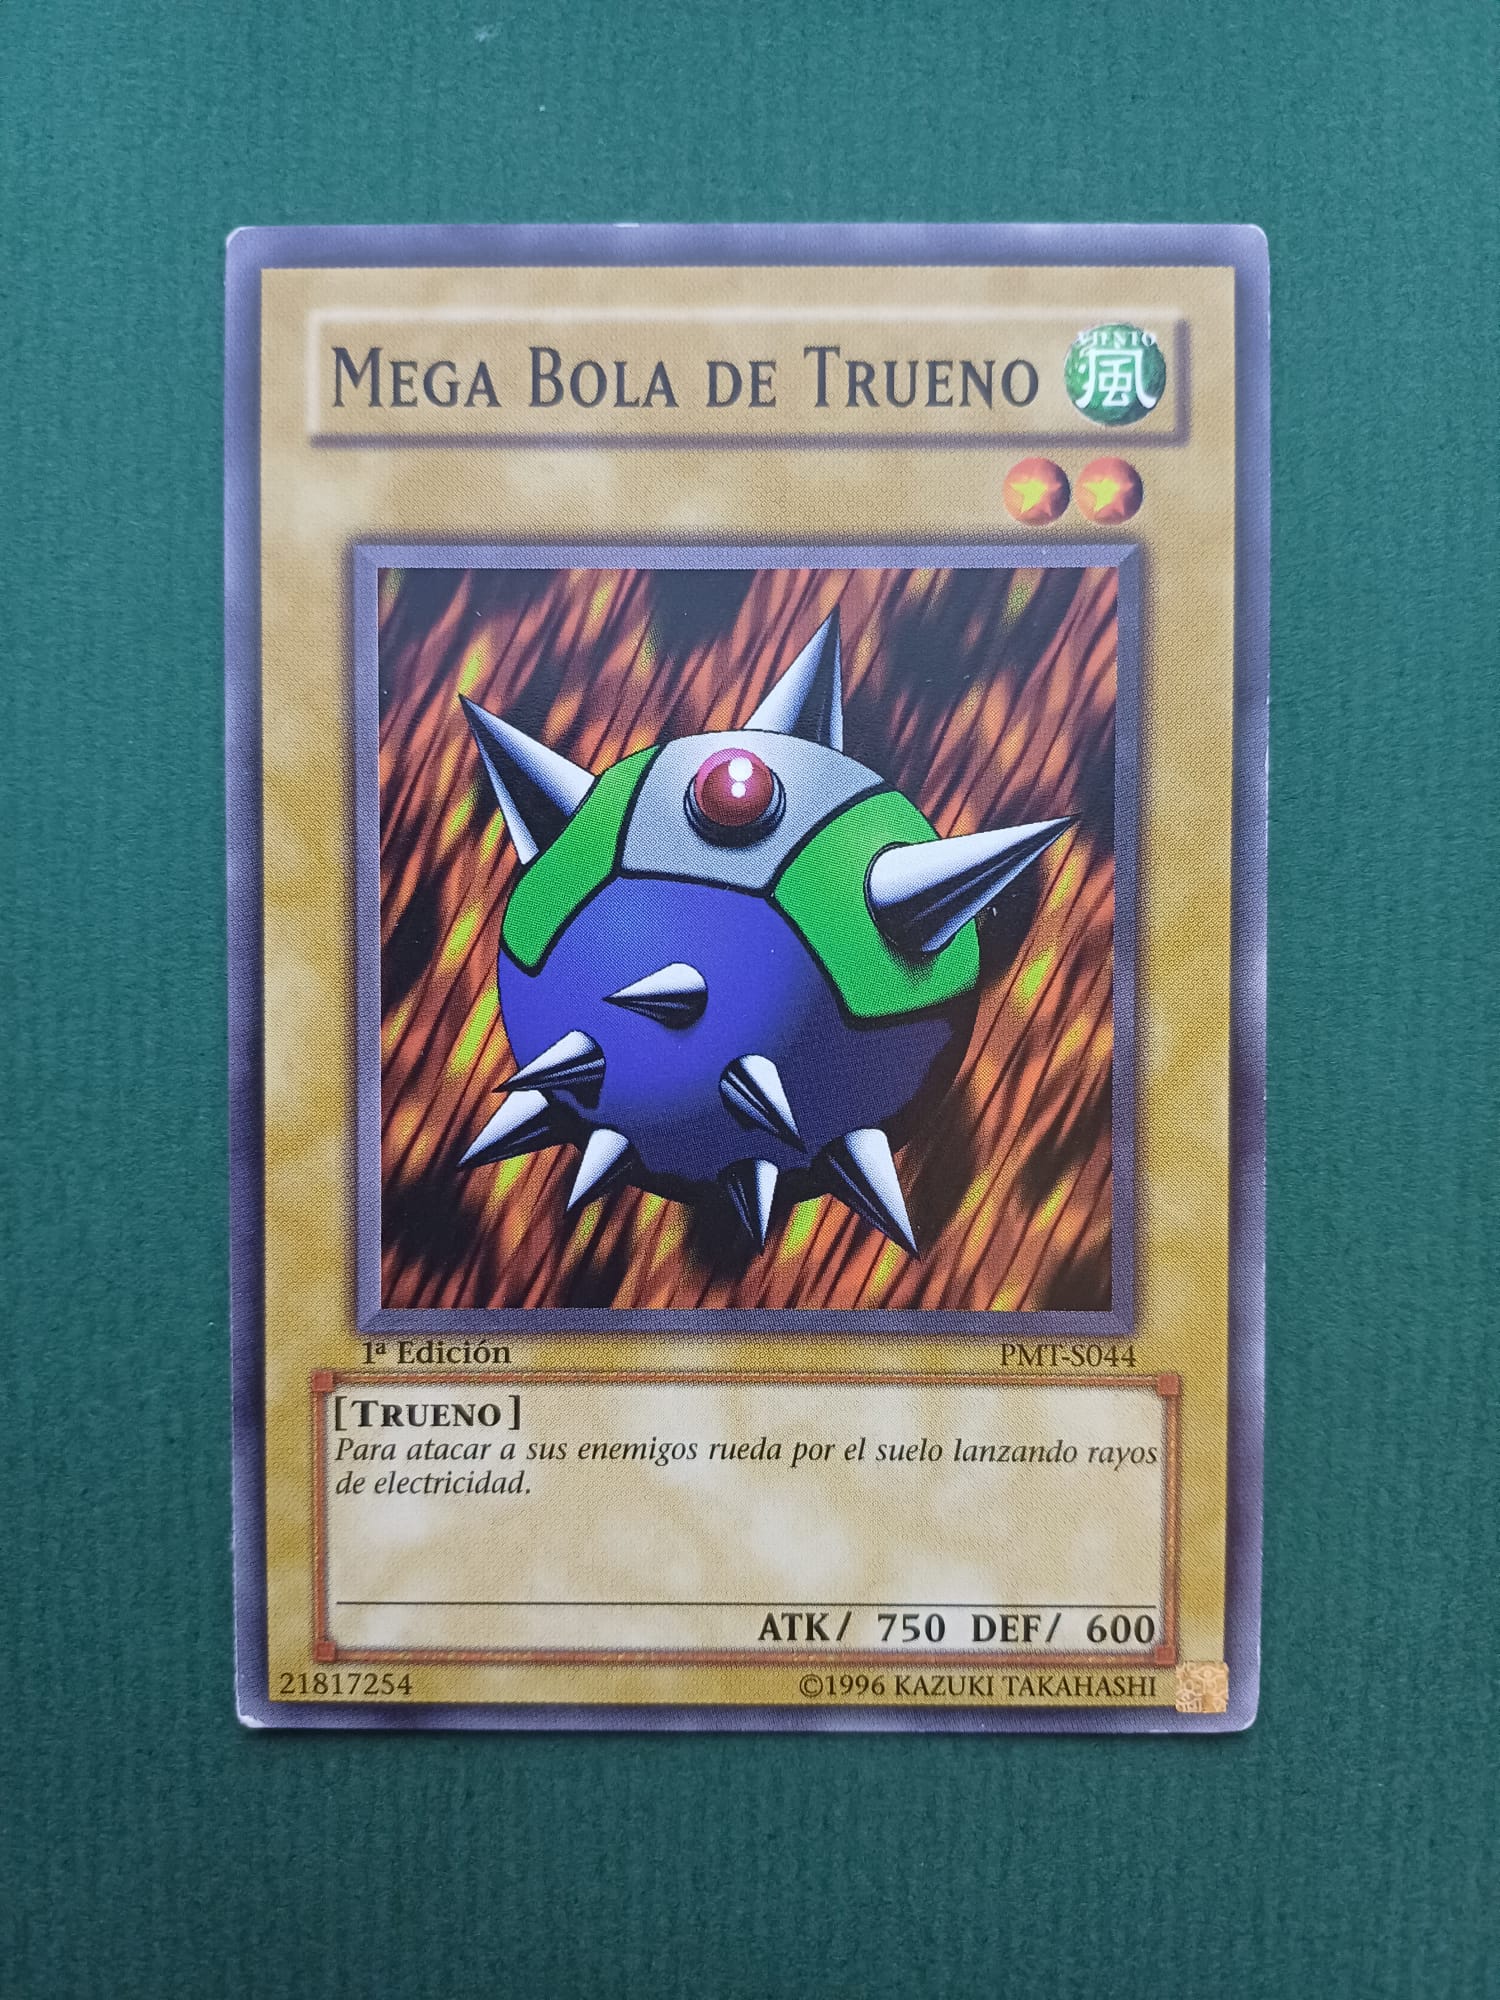 MEGA BOLA DE TRUENO
VIENTO
風
1ª Edición
PMT-S044
[TRUENO]
Para atacar a sus enemigos rueda por el suelo lanzando rayos
de electricidad.
ATK/ 750 DEF/ 600
21817254
©1996 KAZUKI TAKAHASHI